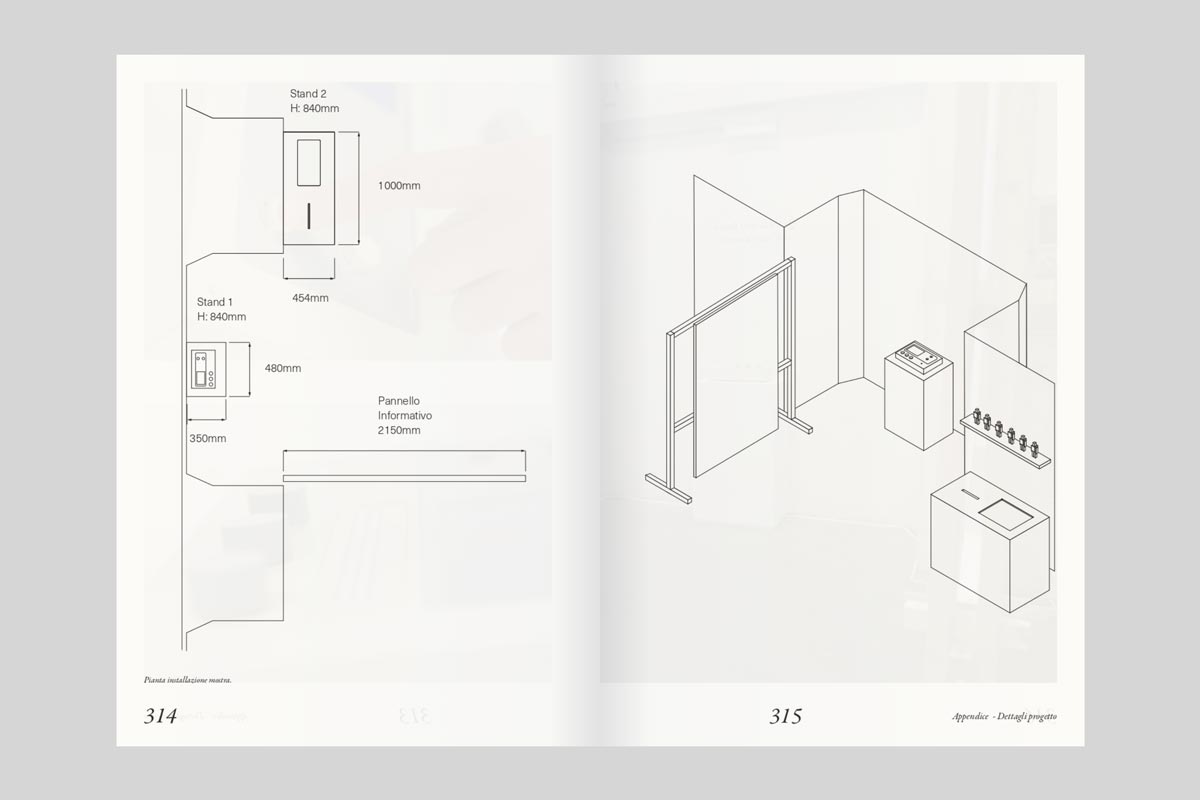 Stand 2
H: 840mm
1000mm
454mm
Stand 1
H: 840mm
480mm
350mm
Pannello
Informativo
2150mm
Pianta installazione mostra.
314
313
315
Appendice - Dettagli progetto